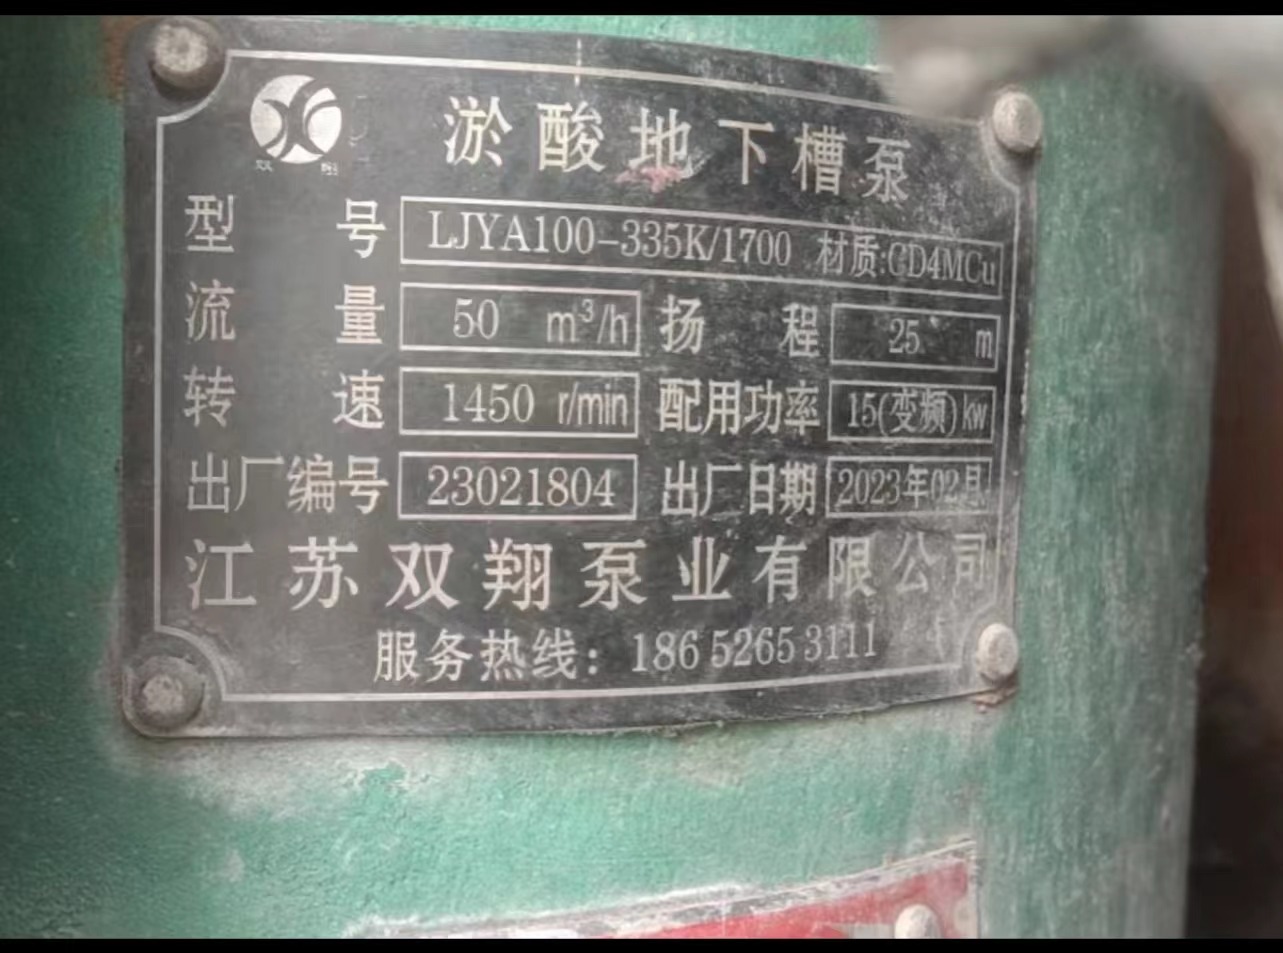 双翔
淤酸地下槽泵
型号 LJYA100-335K/1700 材质:CD4MCu
流量 50 m³/h 扬程 25 m
转速 1450 r/min 配用功率 15(变频)kw
出厂编号 23021804 出厂日期 2023年02月
江苏双翔泵业有限公司
服务热线：186 5265 3111